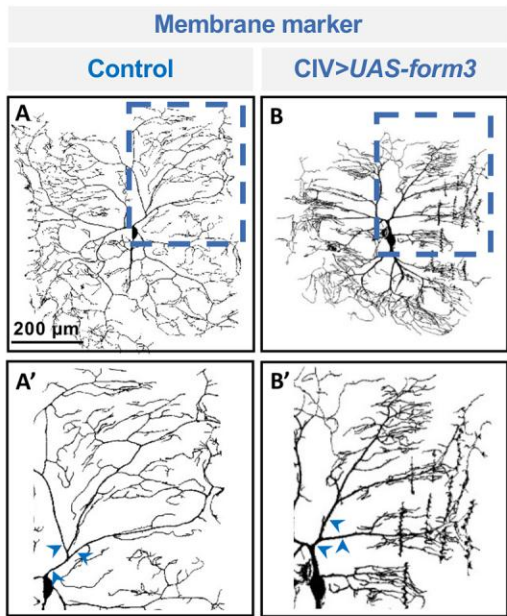 Membrane marker
Control
CIV>UAS-form3
A
B
200 µm
A'
B'